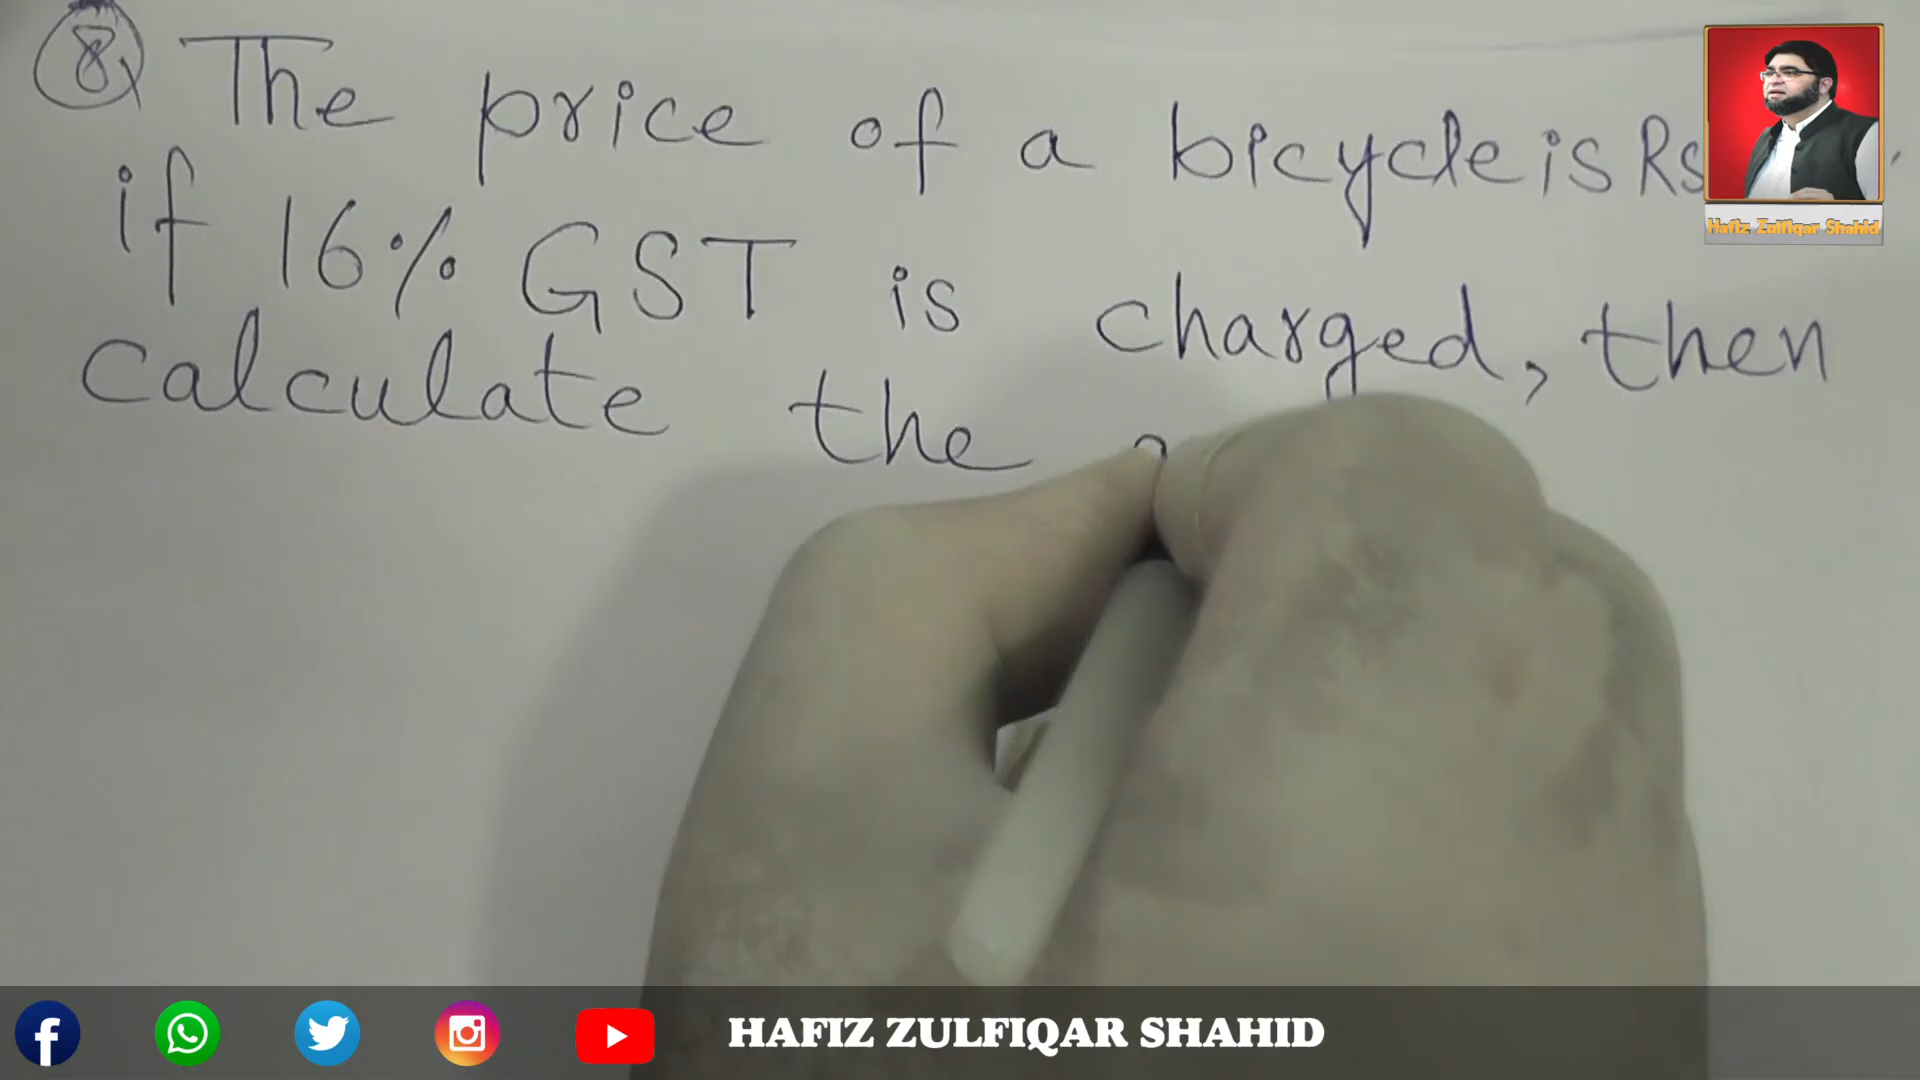 8 The price of a bicycle is Rs
if 16% GST is charged, then
calculate the
Hafiz Zulfiqar Shahid
HAFIZ ZULFIQAR SHAHID